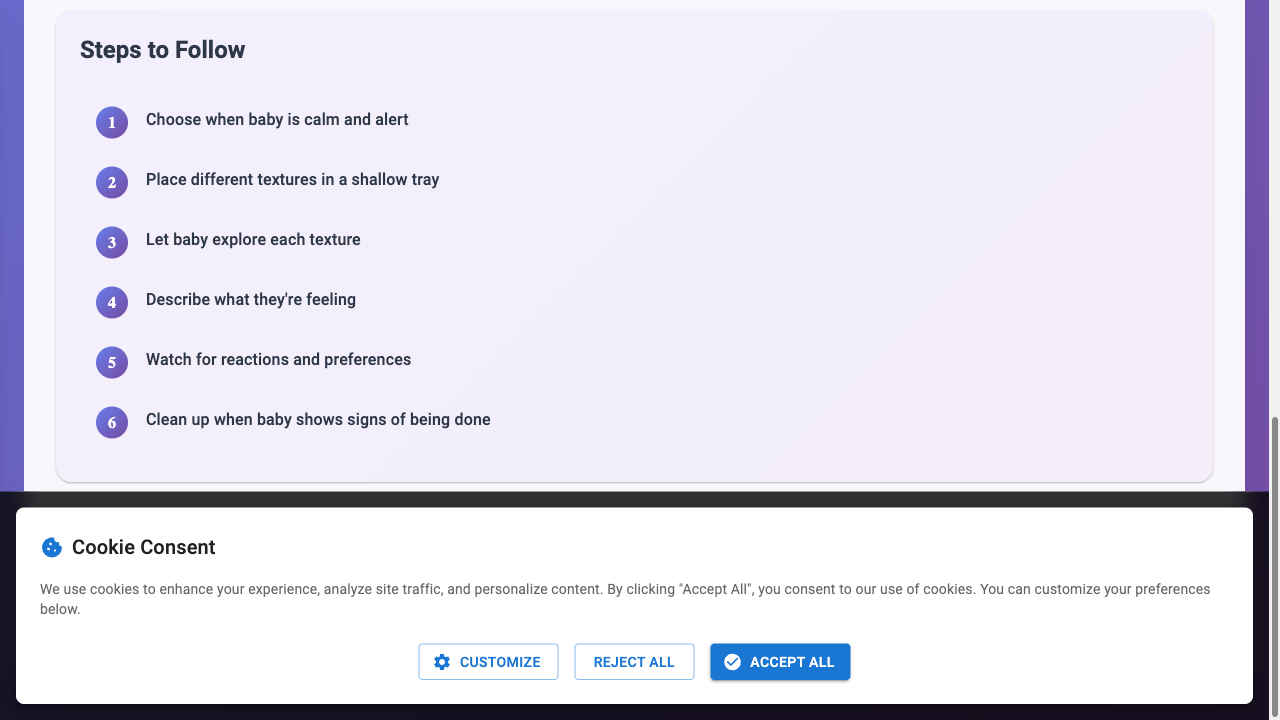 Steps to Follow
1 Choose when baby is calm and alert
2 Place different textures in a shallow tray
3 Let baby explore each texture
4 Describe what they're feeling
5 Watch for reactions and preferences
6 Clean up when baby shows signs of being done
Cookie Consent
We use cookies to enhance your experience, analyze site traffic, and personalize content. By clicking "Accept All", you consent to our use of cookies. You can customize your preferences
below.
CUSTOMIZE REJECT ALL ACCEPT ALL